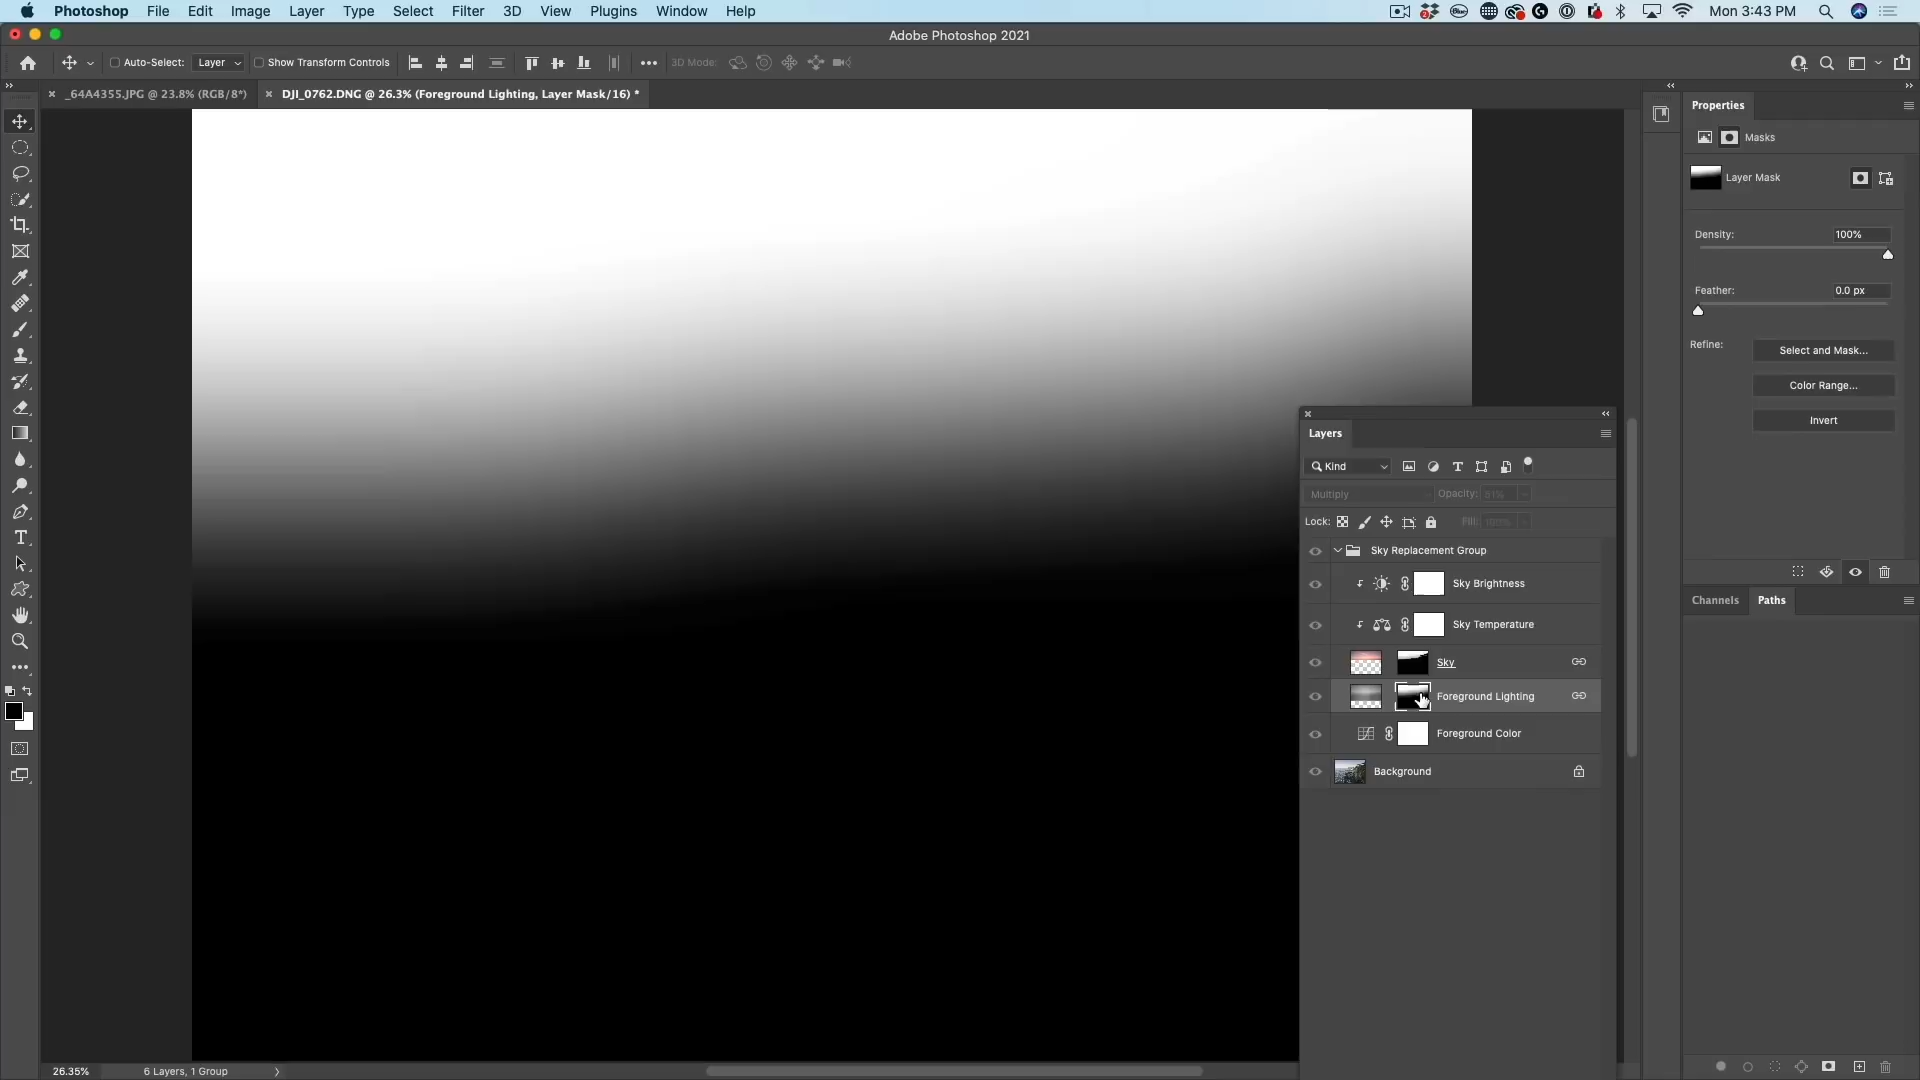 Photoshop File Edit Image Layer Type Select Filter 3D View Plugins Window Help Mon 3:43 PM
Adobe Photoshop 2021
Auto-Select: Layer Show Transform Controls 3D Mode:
_64A4355.JPG @ 23.8% (RGB/8*) DJI_0762.DNG @ 26.3% (Foreground Lighting, Layer Mask/16) *
Properties
Masks
Layer Mask
Density: 100%
Feather: 0.0 px
Refine: Select and Mask...
Color Range...
Invert
Layers
Kind
Multiply Opacity: 51%
Lock: Fill: 100%
Sky Replacement Group
Sky Brightness
Sky Temperature
Sky
Foreground Lighting
Foreground Color
Background
Channels Paths
26.35% 6 Layers, 1 Group